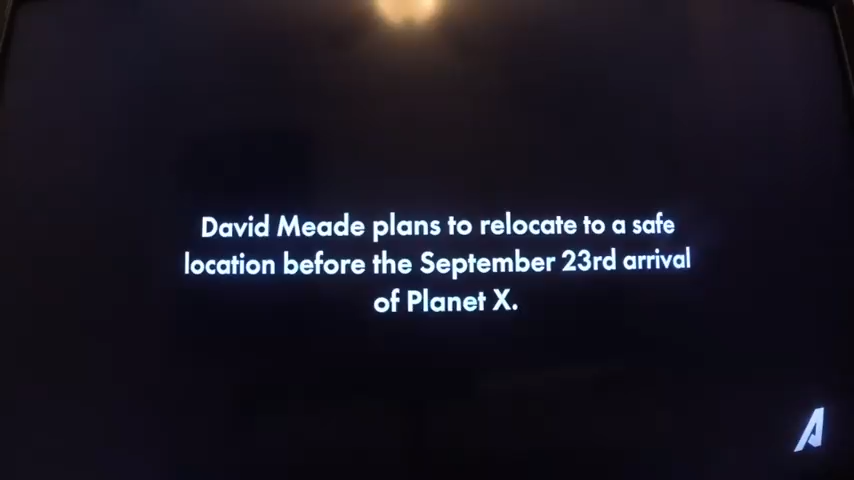 David Meade plans to relocate to a safe
location before the September 23rd arrival
of Planet X.